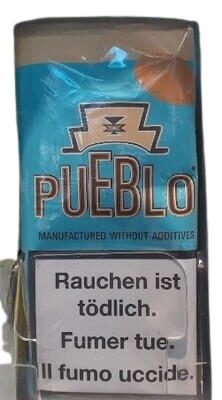 PUEBLO
MANUFACTURED WITHOUT ADDITIVES
Rauchen ist
tödlich.
Fumer tue.
Il fumo uccide.